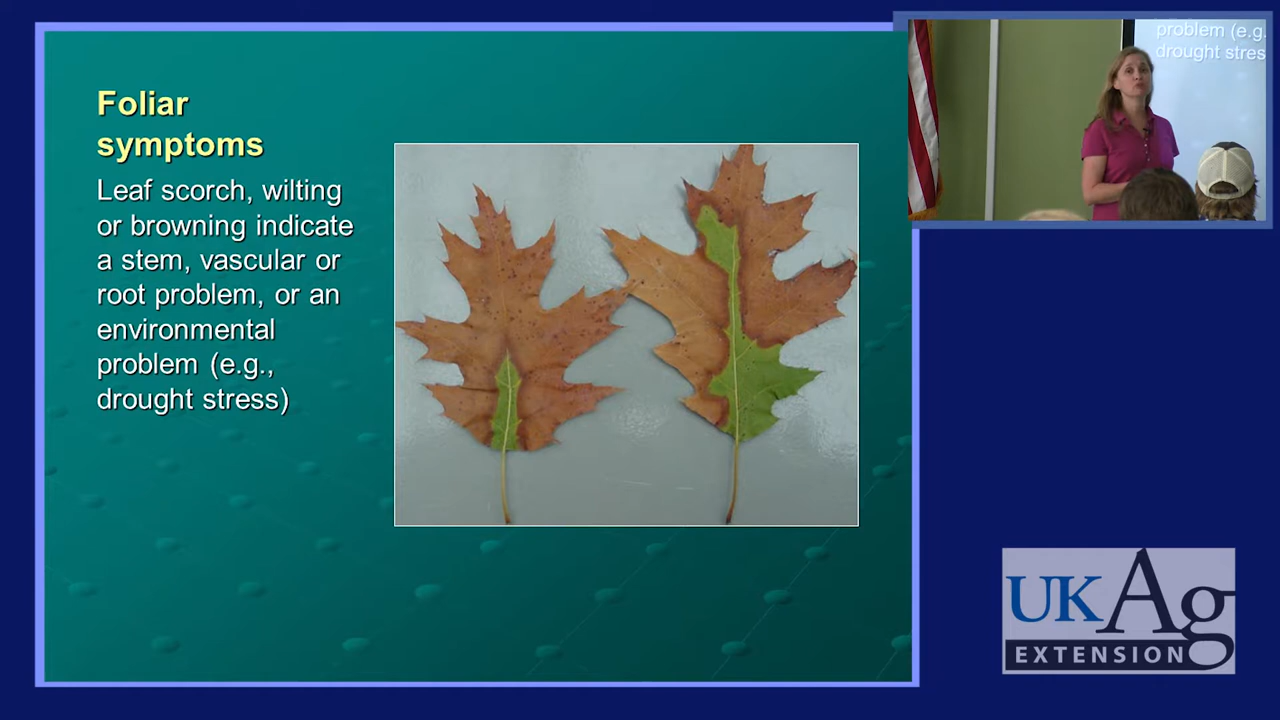 Foliar
symptoms
Leaf scorch, wilting
or browning indicate
a stem, vascular or
root problem, or an
environmental
problem (e.g.,
drought stress)
problem (e.g.
drought stres
UKAg
EXTENSION